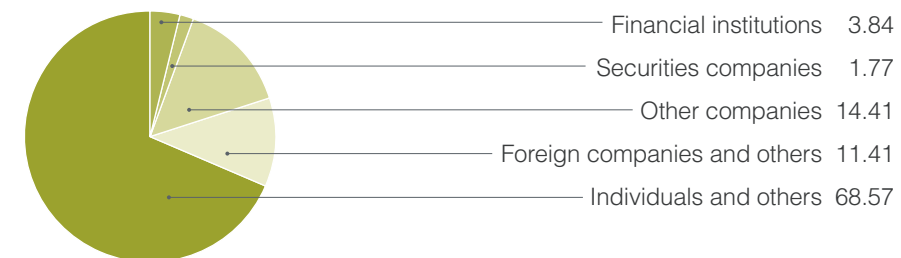 Financial institutions 3.84
Securities companies 1.77
Other companies 14.41
Foreign companies and others 11.41
Individuals and others 68.57